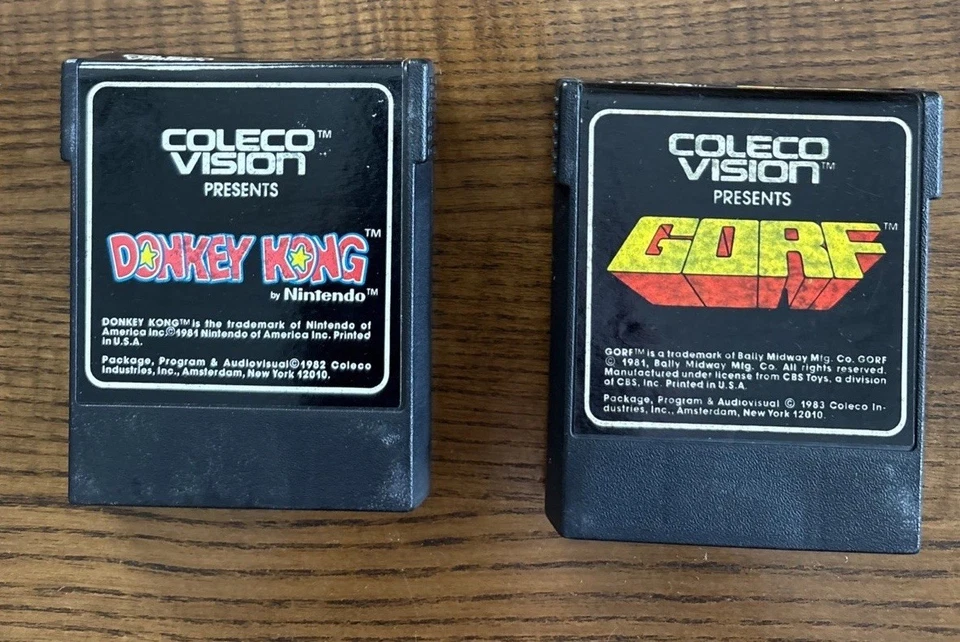 COLECO™
VISION
PRESENTS
DONKEY KONG™
by Nintendo™
DONKEY KONG™ is the trademark of Nintendo of
America Inc.©1981 Nintendo of America Inc. Printed
in U.S.A.
Package, Program & Audiovisual©1982 Coleco
Industries, Inc., Amsterdam, New York 12010.
COLECO
VISION™
PRESENTS
GORF™
GORF™ is a trademark of Bally Midway Mfg. Co. GORF
© 1981, Bally Midway Mfg. Co. All rights reserved.
Manufactured under license from CBS Toys, a division
of CBS, Inc. Printed in U.S.A.
Package, Program & Audiovisual © 1983 Coleco In-
dustries, Inc., Amsterdam, New York 12010.